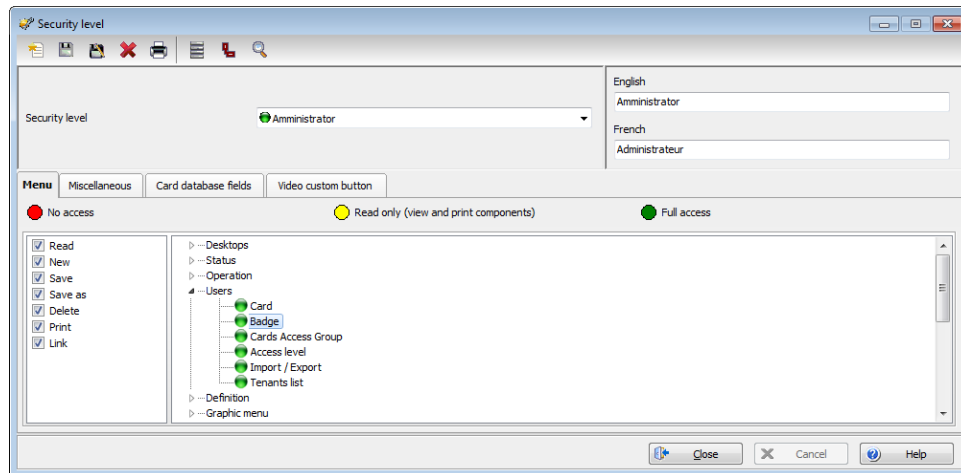 Security level
English
Amministrator
Security level
Amministrator
French
Administrateur
Menu
Miscellaneous
Card database fields
Video custom button
No access
Read only (view and print components)
Full access
Read
New
Save
Save as
Delete
Print
Link
Desktops
Status
Operation
Users
Card
Badge
Cards Access Group
Access level
Import / Export
Tenants list
Definition
Graphic menu
Close
Cancel
Help